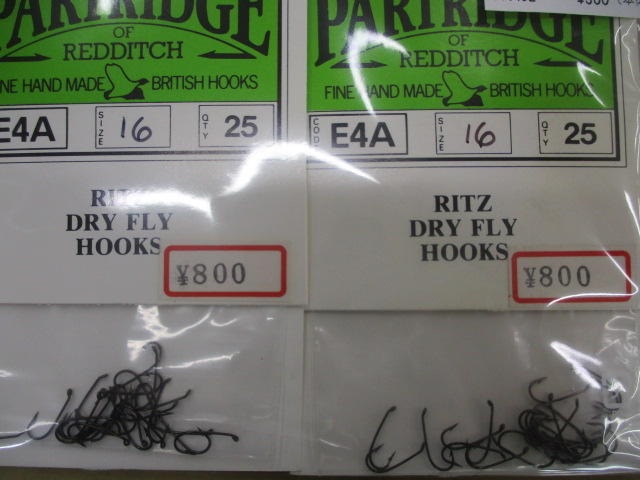 PARTRIDGE
OF
REDDITCH
FINE HAND MADE BRITISH HOOKS
E4A SIZE 16 QTY 25
RITZ
DRY FLY
HOOKS
¥800
PARTRIDGE
OF
REDDITCH
FINE HAND MADE BRITISH HOOKS
COD E4A SIZE 16 QTY 25
RITZ
DRY FLY
HOOKS
¥800